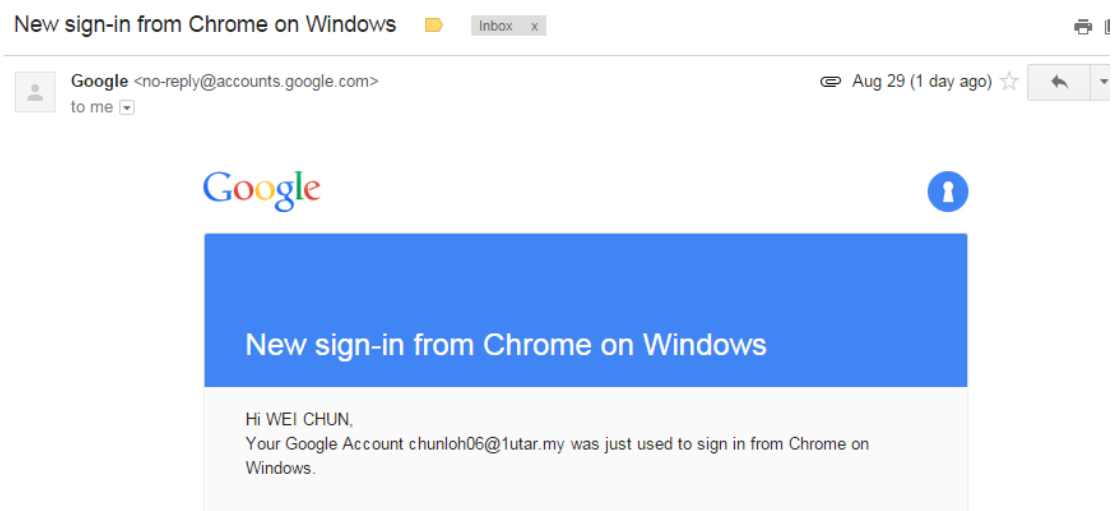 New sign-in from Chrome on Windows Inbox x
Google <no-reply@accounts.google.com> Aug 29 (1 day ago)
to me
Google
New sign-in from Chrome on Windows
Hi WEI CHUN,
Your Google Account chunloh06@1utar.my was just used to sign in from Chrome on
Windows.